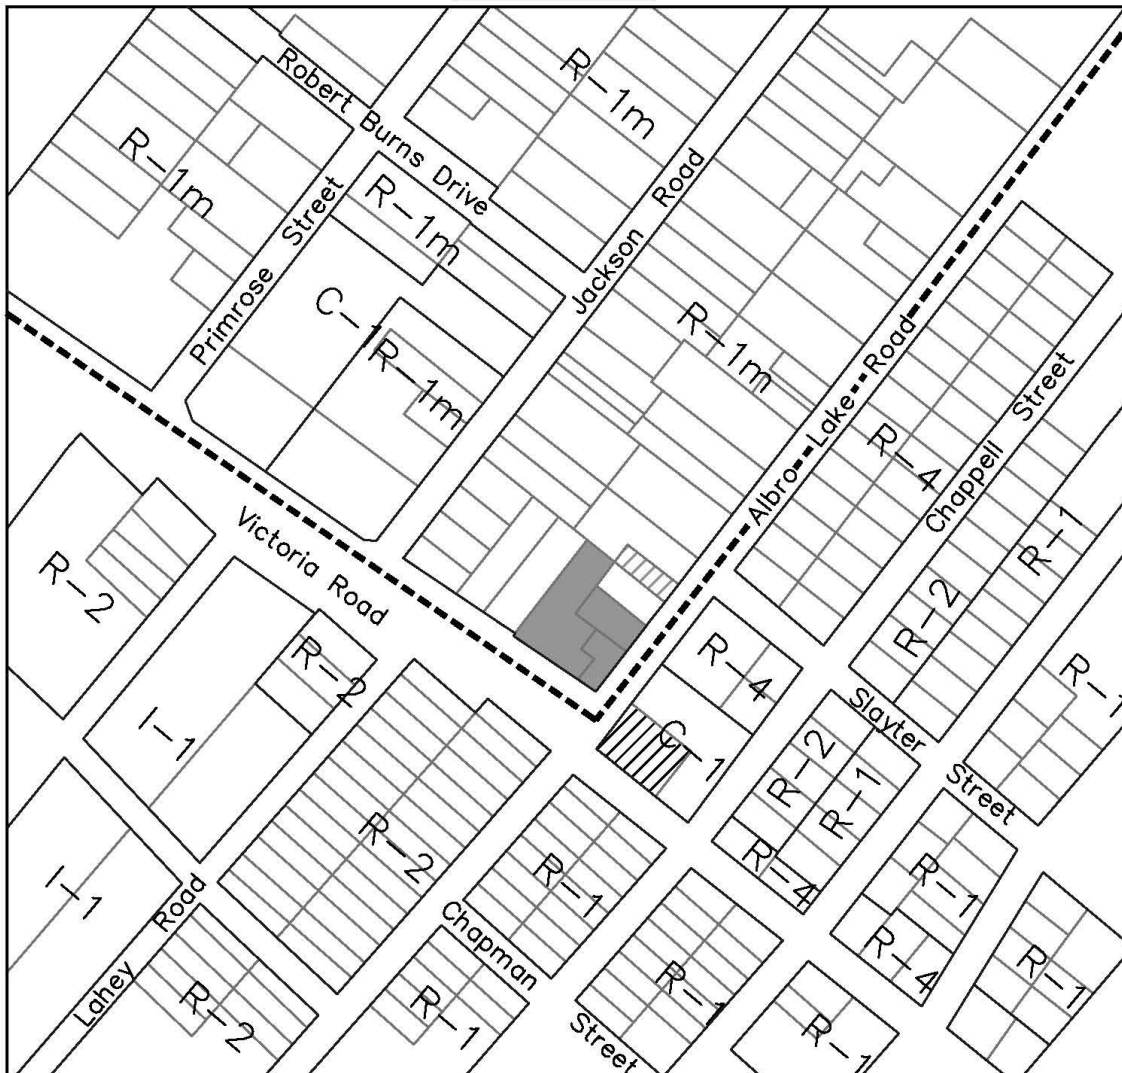 Robert Burns Drive
R-1m
R-1m
Primrose Street
R-1m
Jackson Road
C-1
R-1m
R-1m
Albro Lake Road
R-4
Chappell Street
R-1
R-2
Victoria Road
R-2
R-2
R-4
I-1
C-1
Slayter Street
R-1
R-2
R-1
R-4
R-2
R-1
R-1
R-4
I-1
Lahey Road
Chapman Street
R-1
R-1
R-2
R-1
R-1